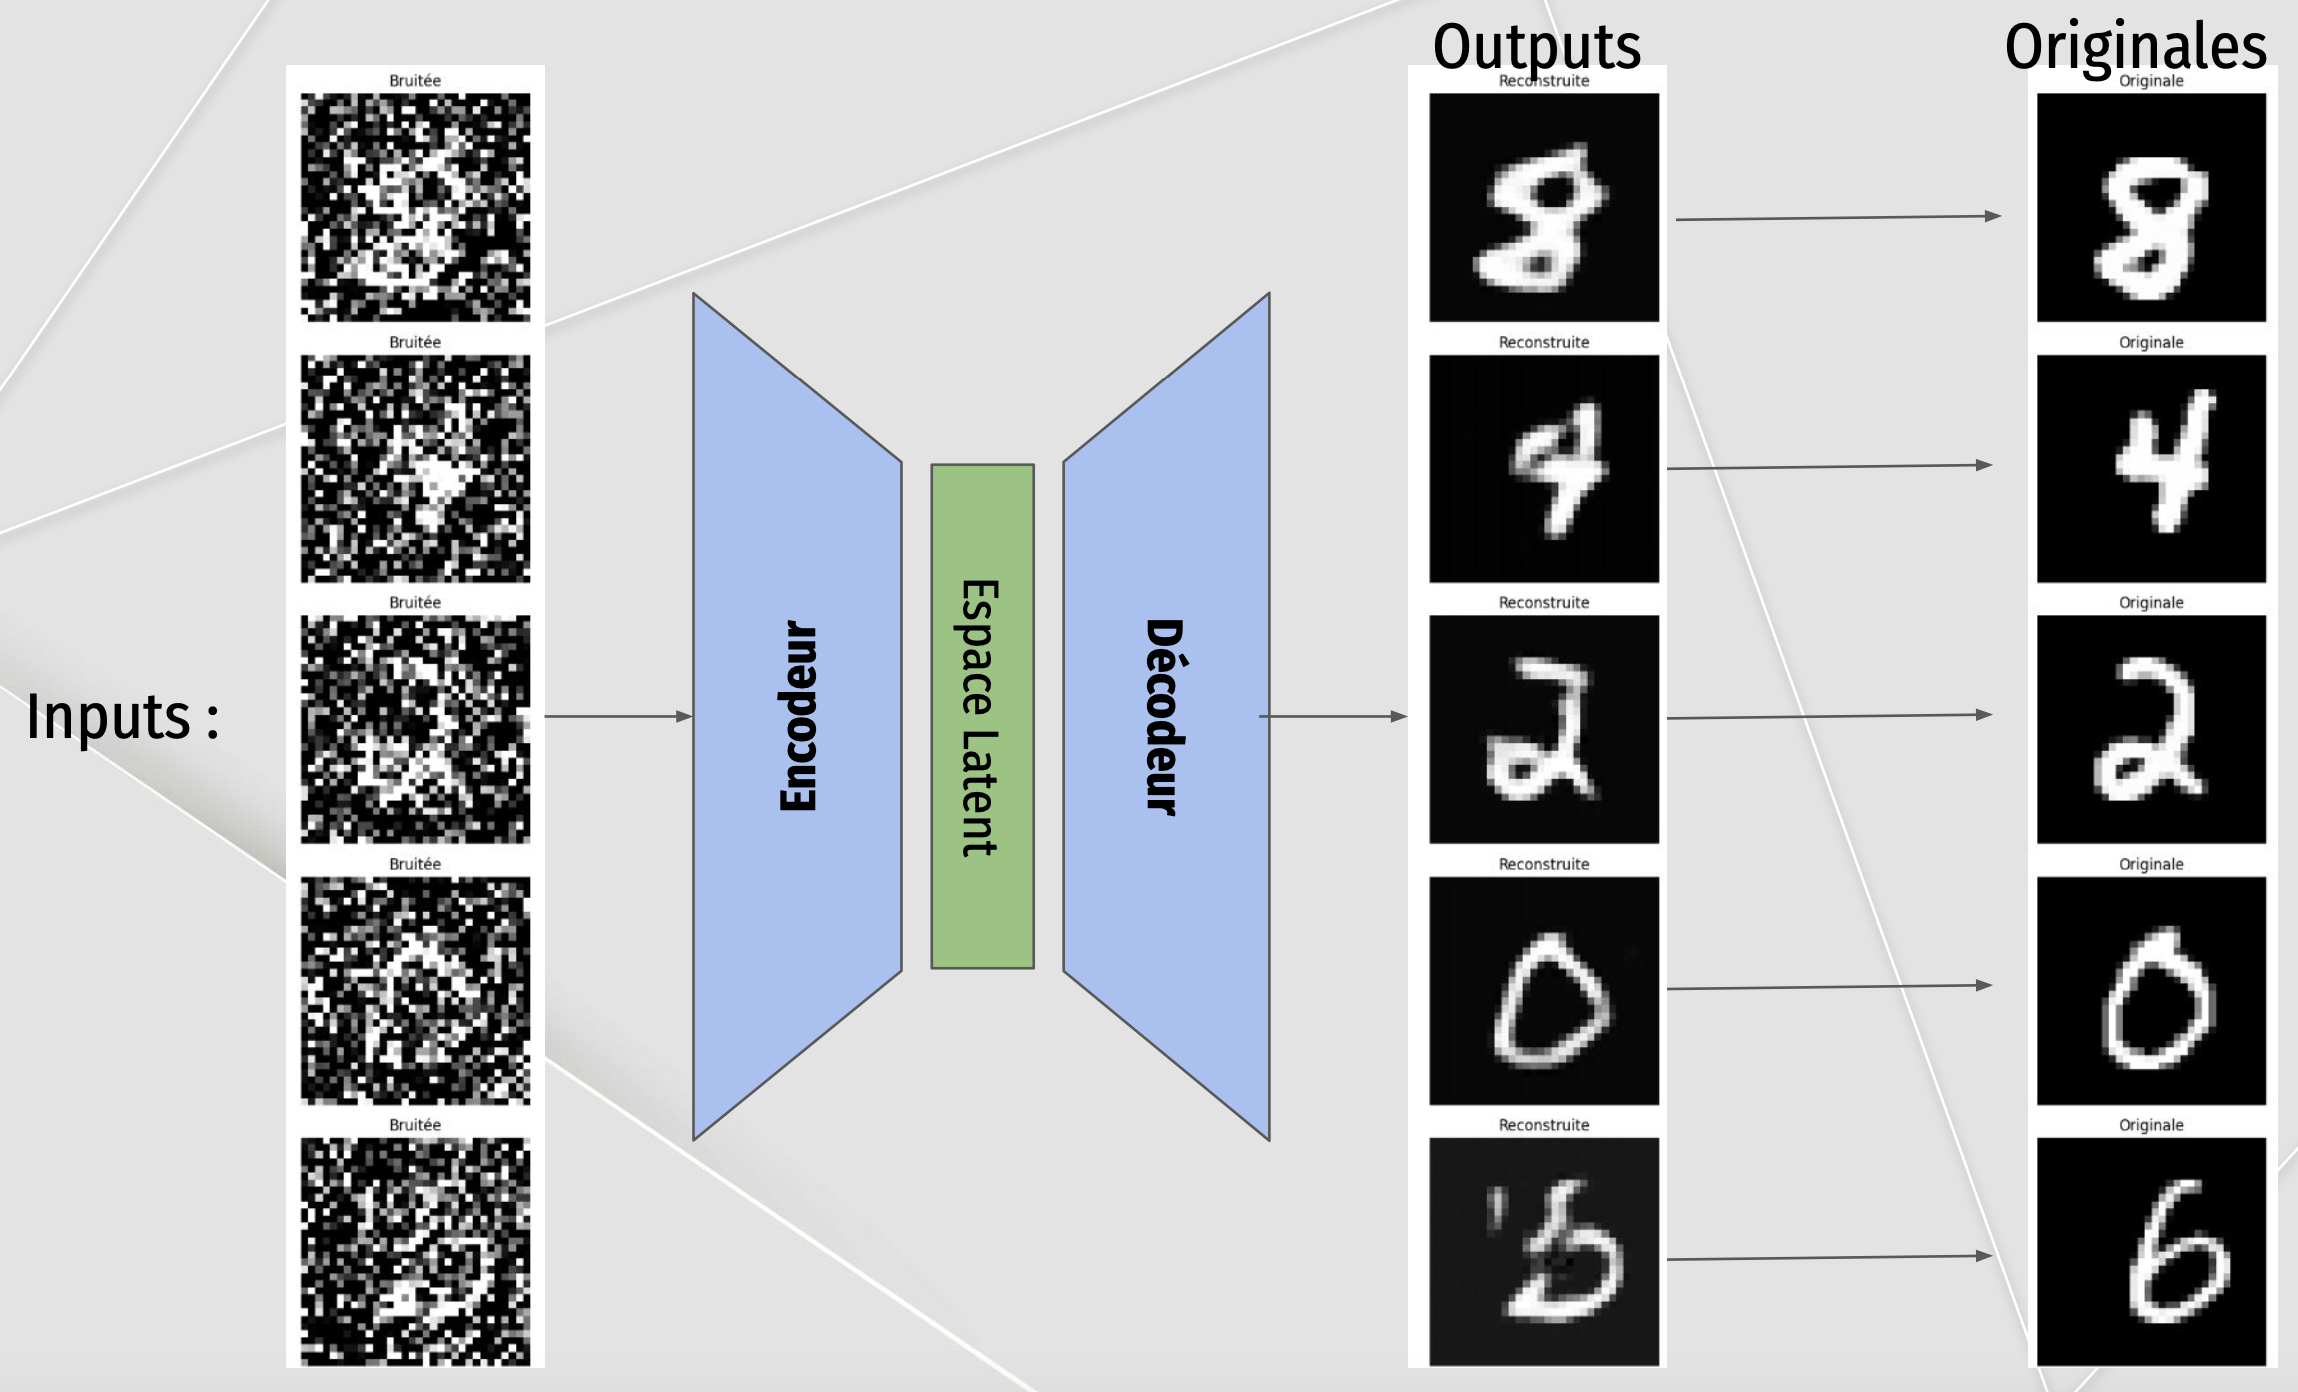 Outputs
Originales
Bruitée
Reconstruite
Originale
Bruitée
Reconstruite
Originale
Bruitée
Reconstruite
Originale
Inputs :
Encodeur
Espace Latent
Décodeur
Bruitée
Reconstruite
Originale
Bruitée
Reconstruite
Originale